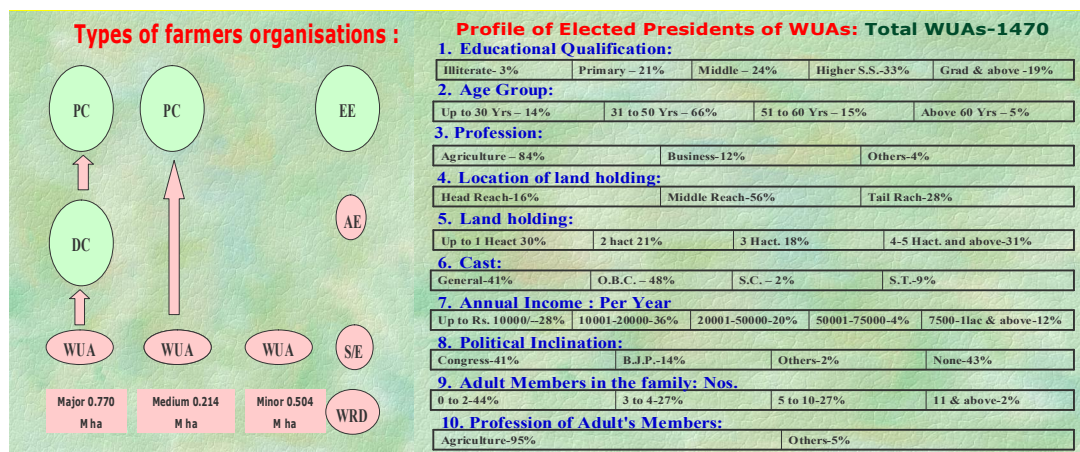 Types of farmers organisations :
PC
PC
EE
AE
DC
WUA
WUA
WUA
S/E
Major 0.770
M ha
Medium 0.214
M ha
Minor 0.504
M ha
WRD
Profile of Elected Presidents of WUAs: Total WUAs-1470
1. Educational Qualification:
Illiterate- 3% Primary – 21% Middle – 24% Higher S.S.-33% Grad & above -19%
2. Age Group:
Up to 30 Yrs – 14% 31 to 50 Yrs – 66% 51 to 60 Yrs – 15% Above 60 Yrs – 5%
3. Profession:
Agriculture – 84% Business-12% Others-4%
4. Location of land holding:
Head Reach-16% Middle Reach-56% Tail Rach-28%
5. Land holding:
Up to 1 Heact 30% 2 hact 21% 3 Hact. 18% 4-5 Hact. and above-31%
6. Cast:
General-41% O.B.C. – 48% S.C. – 2% S.T.-9%
7. Annual Income : Per Year
Up to Rs. 10000/--28% 10001-20000-36% 20001-50000-20% 50001-75000-4% 7500-1lac & above-12%
8. Political Inclination:
Congress-41% B.J.P.-14% Others-2% None-43%
9. Adult Members in the family: Nos.
0 to 2-44% 3 to 4-27% 5 to 10-27% 11 & above-2%
10. Profession of Adult's Members:
Agriculture-95% Others-5%